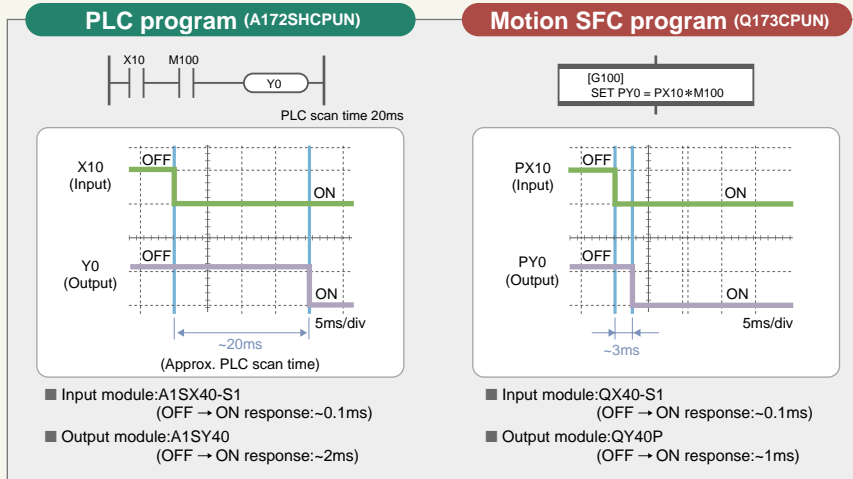 PLC program (A172SHCPUN)
X10 M100
Y0
PLC scan time 20ms
OFF
X10
(Input)
ON
OFF
Y0
(Output)
ON
5ms/div
~20ms
(Approx. PLC scan time)
■ Input module:A1SX40-S1
(OFF → ON response:~0.1ms)
■ Output module:A1SY40
(OFF → ON response:~2ms)
Motion SFC program (Q173CPUN)
[G100]
SET PY0 = PX10*M100
OFF
PX10
(Input)
ON
OFF
PY0
(Output)
ON
5ms/div
~3ms
■ Input module:QX40-S1
(OFF → ON response:~0.1ms)
■ Output module:QY40P
(OFF → ON response:~1ms)